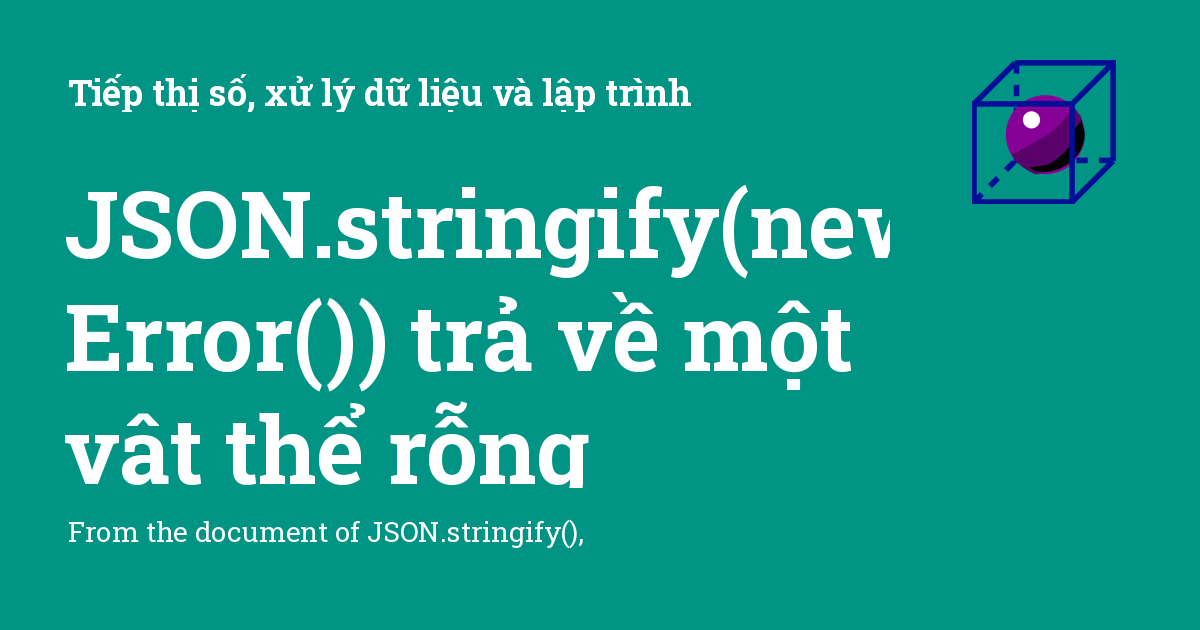 Tiếp thị số, xử lý dữ liệu và lập trình
JSON.stringify(new
Error()) trả về một
vật thể rỗng
From the document of JSON.stringify(),